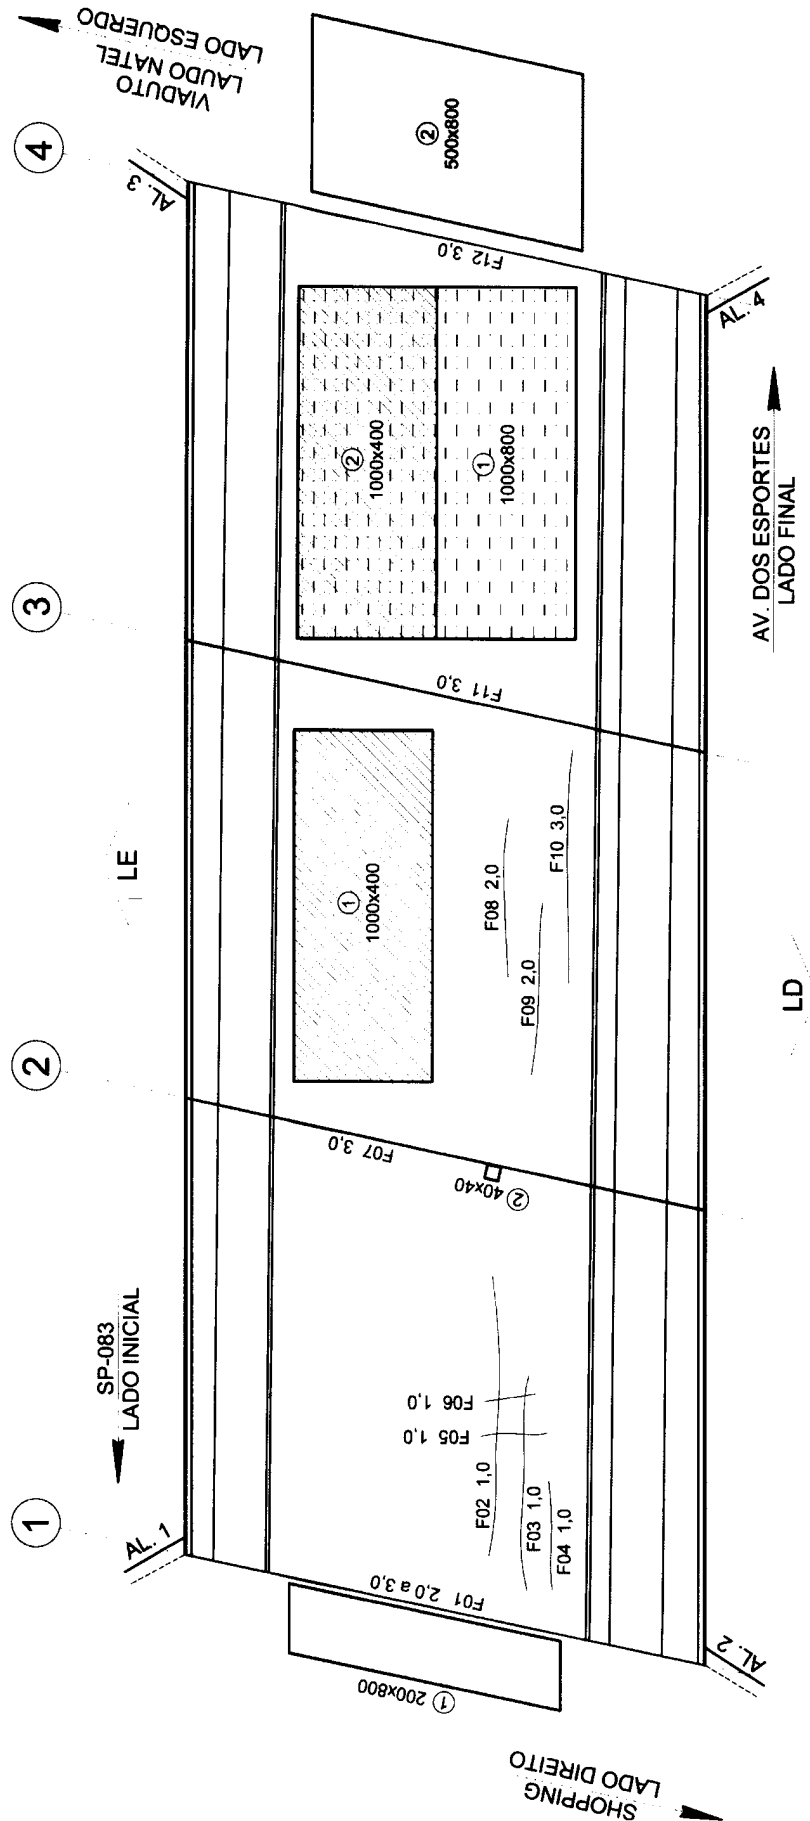 1
2
3
4
SP-083
LADO INICIAL
LE
VIADUTO
LAUDO NATEL
LADO ESQUERDO
AL. 1
AL. 3
① 200x800
F01 2,0 a 3,0
F02 1,0
F03 1,0
F04 1,0
F05 1,0
F06 1,0
② 40x40
F07 3,0
①
1000x400
F08 2,0
F09 2,0
F10 3,0
F11 3,0
②
1000x400
①
1000x800
F12 3,0
②
500x800
AL. 2
AL. 4
SHOPPING
LADO DIREITO
LD
AV. DOS ESPORTES
LADO FINAL